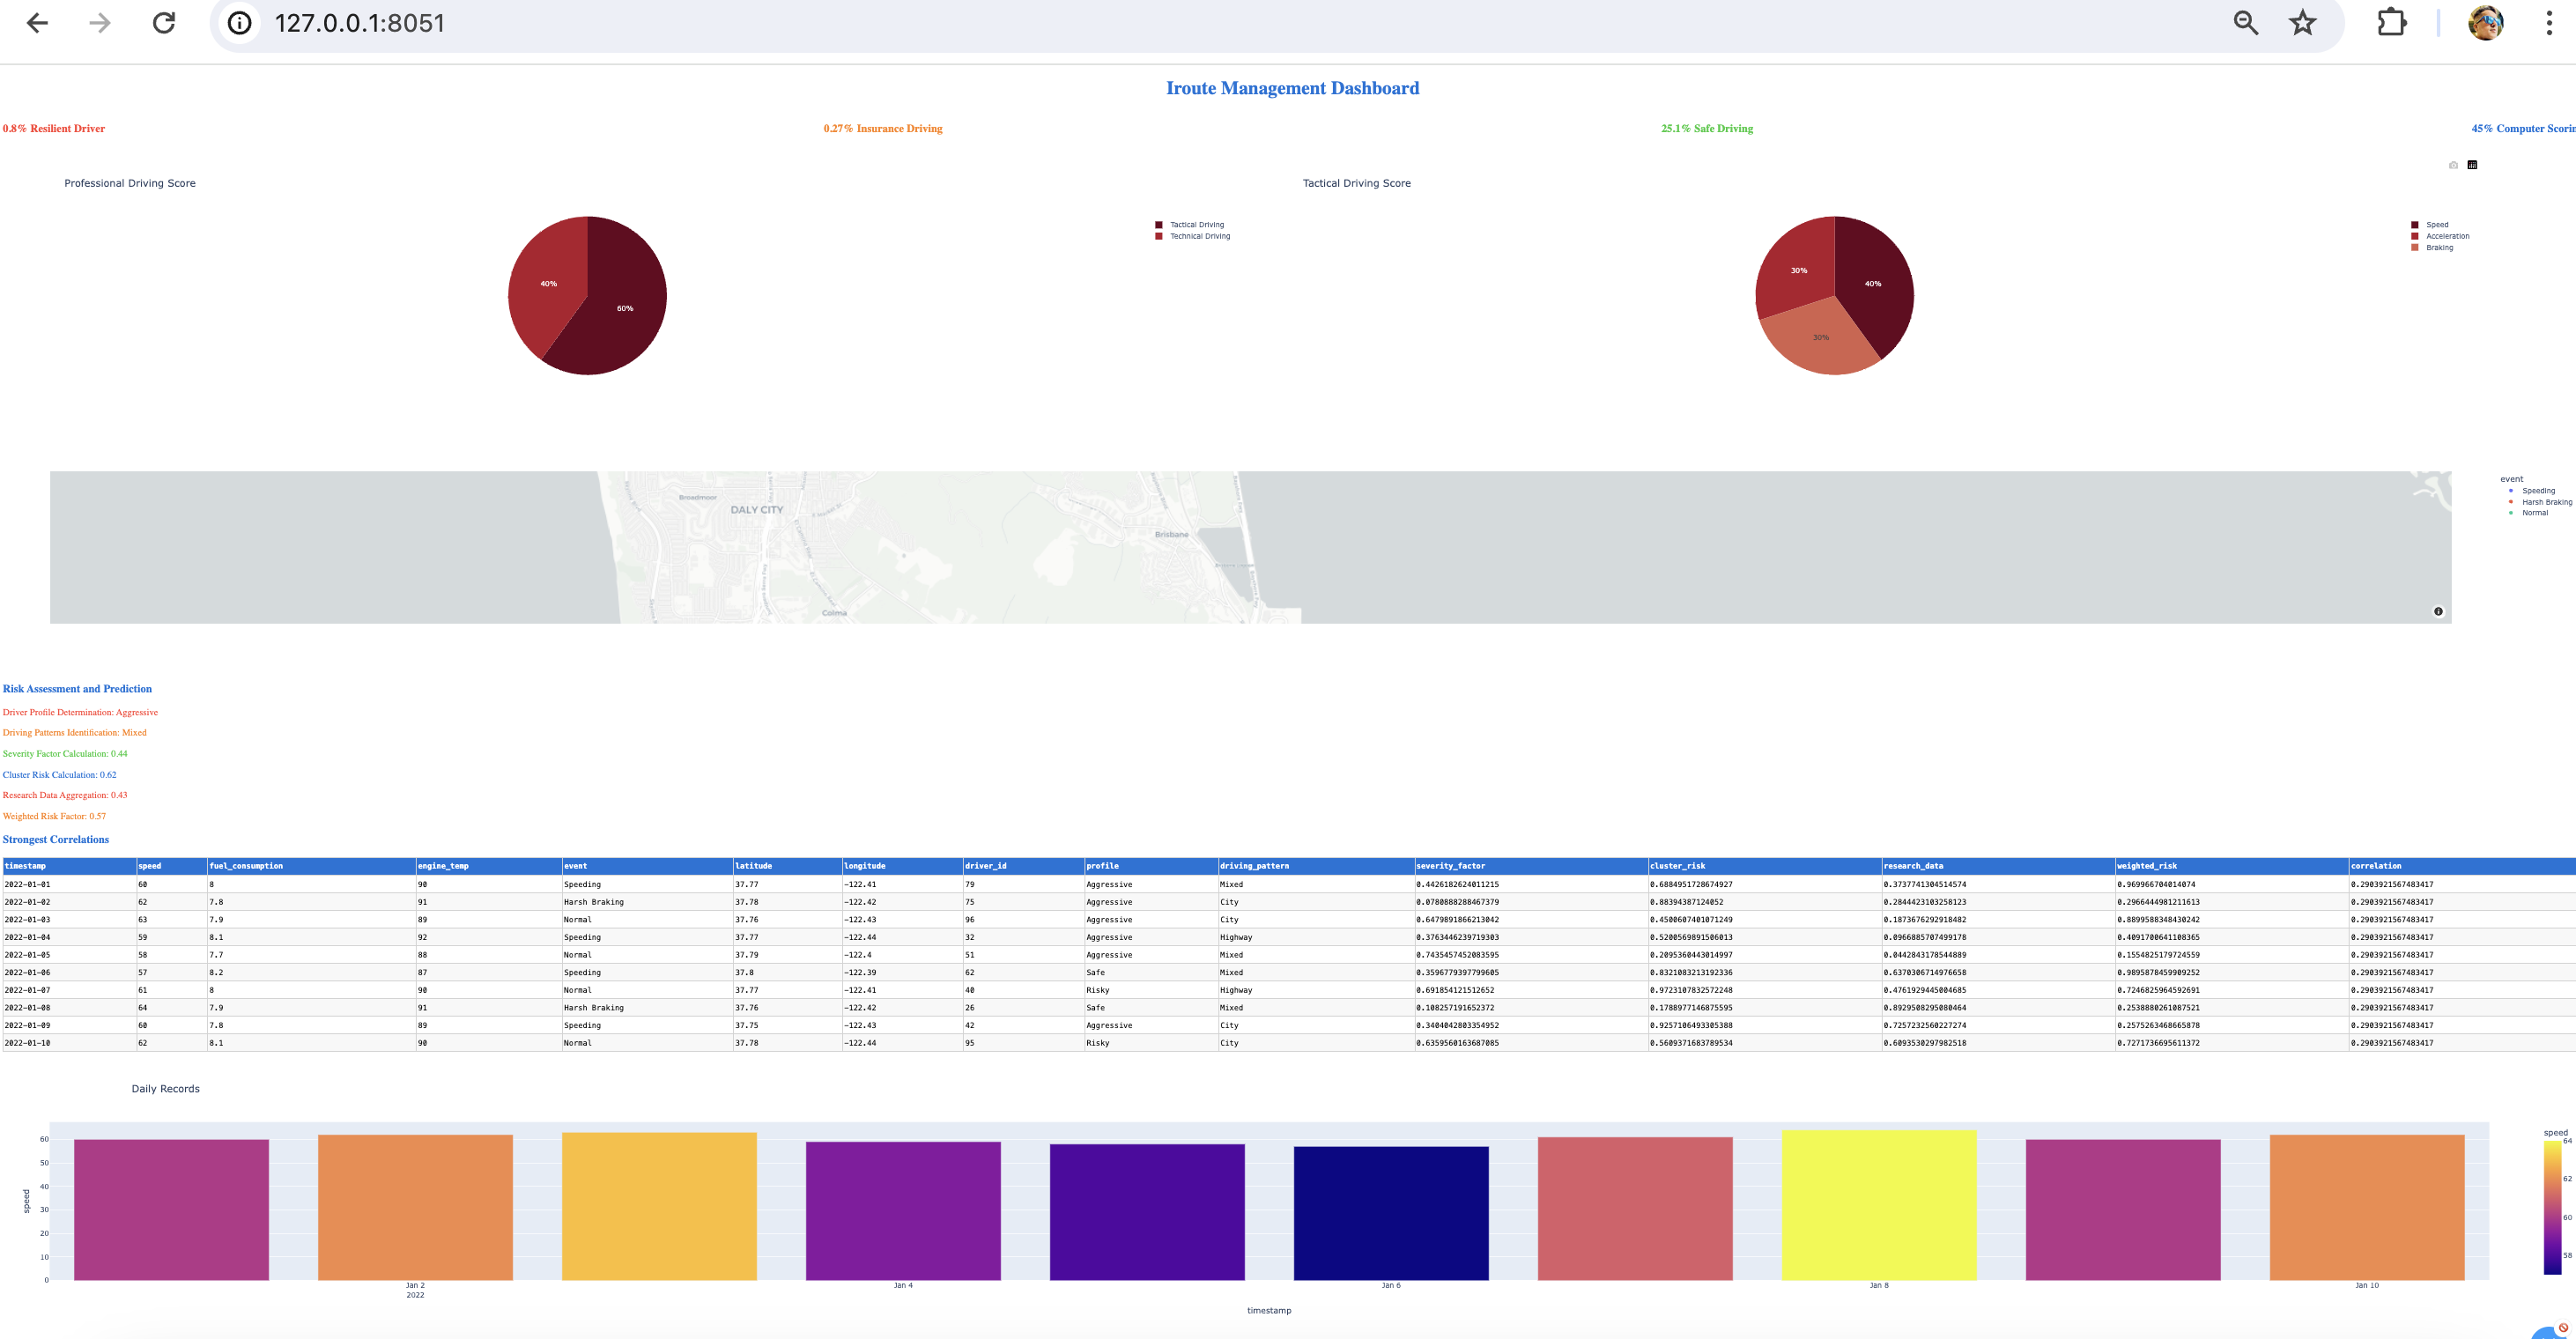 127.0.0.1:8051
Iroute Management Dashboard
0.8% Resilient Driver 0.27% Insurance Driving 25.1% Safe Driving 45% Computer Scorin
Professional Driving Score
Tactical Driving
Technical Driving
40%
60%
Tactical Driving Score
Speed
Acceleration
Braking
30%
40%
30%
Broadmoor
DALY CITY
Brisbane
Colma
event
Speeding
Harsh Braking
Normal
Risk Assessment and Prediction
Driver Profile Determination: Aggressive
Driving Patterns Identification: Mixed
Severity Factor Calculation: 0.44
Cluster Risk Calculation: 0.62
Research Data Aggregation: 0.43
Weighted Risk Factor: 0.57
Strongest Correlations
timestamp speed fuel_consumption engine_temp event latitude longitude driver_id profile driving_pattern severity_factor cluster_risk research_data weighted_risk correlation
2022-01-01 60 8 90 Speeding 37.77 -122.41 79 Aggressive Mixed 0.4426182624011215 0.6884951728674927 0.3737741304514574 0.969966704014074 0.2903921567483417
2022-01-02 62 7.8 91 Harsh Braking 37.78 -122.42 75 Aggressive City 0.0780888288467379 0.88394387124052 0.2844423103258123 0.2966444981211613 0.2903921567483417
2022-01-03 63 7.9 89 Normal 37.76 -122.43 96 Aggressive City 0.6479891866213042 0.4500607401071249 0.1873676292918482 0.8899588348430242 0.2903921567483417
2022-01-04 59 8.1 92 Speeding 37.77 -122.44 32 Aggressive Highway 0.3763446239719303 0.5200569891506013 0.0966885707499178 0.4091700641108365 0.2903921567483417
2022-01-05 58 7.7 88 Normal 37.79 -122.4 51 Aggressive Mixed 0.7435457452083595 0.2095360443014997 0.0442843178544889 0.1554825179724559 0.2903921567483417
2022-01-06 57 8.2 87 Speeding 37.8 -122.39 62 Safe Mixed 0.3596779397799605 0.8321083213192336 0.6370306714976658 0.9895878459909252 0.2903921567483417
2022-01-07 61 8 90 Normal 37.77 -122.41 40 Risky Highway 0.691854121512652 0.9723107832572248 0.4761929445004685 0.724682594592691 0.2903921567483417
2022-01-08 64 7.9 91 Harsh Braking 37.76 -122.42 26 Safe Mixed 0.108257191652372 0.1788977146875595 0.8929508295080464 0.2538880261087521 0.2903921567483417
2022-01-09 60 7.8 89 Speeding 37.75 -122.43 42 Aggressive City 0.3404042803354952 0.9257106493305388 0.7257232560227274 0.2575263468665878 0.2903921567483417
2022-01-10 62 8.1 90 Normal 37.78 -122.44 95 Risky City 0.6359560163687085 0.5609371683789534 0.6093530297982518 0.7271736695611372 0.2903921567483417
Daily Records
speed
60
50
40
30
20
10
0
Jan 2 Jan 4 Jan 6 Jan 8 Jan 10
2022
timestamp
speed
64
62
60
58